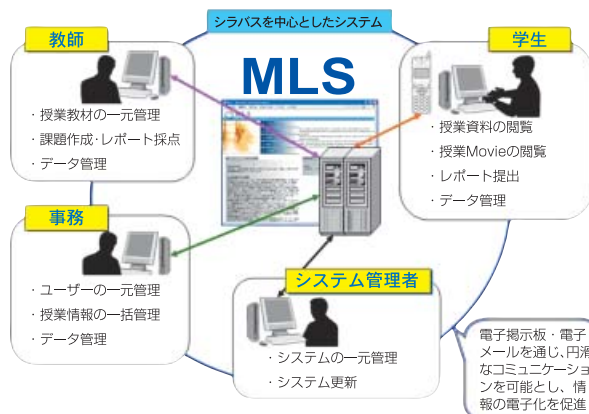 シラバスを中心としたシステム
MLS
教師
・授業教材の一元管理
・課題作成・レポート採点
・データ管理
学生
・授業資料の閲覧
・授業Movieの閲覧
・レポート提出
・データ管理
事務
・ユーザーの一元管理
・授業情報の一括管理
・データ管理
システム管理者
・システムの一元管理
・システム更新
電子掲示板・電子
メールを通じ、円滑
なコミュニケーショ
ンを可能とし、情
報の電子化を促進